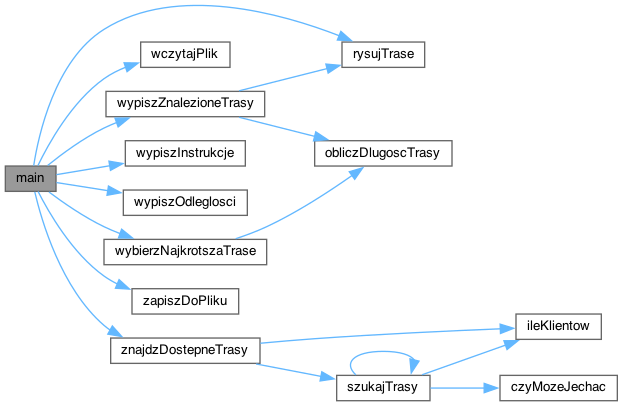 main
rysujTrase
wczytajPlik
wypiszZnalezioneTrasy
wypiszInstrukcje
obliczDlugoscTrasy
wypiszOdleglosci
wybierzNajkrotszaTrase
zapiszDoPliku
znajdzDostepneTrasy
ileKlientow
szukajTrasy
czyMozeJechac